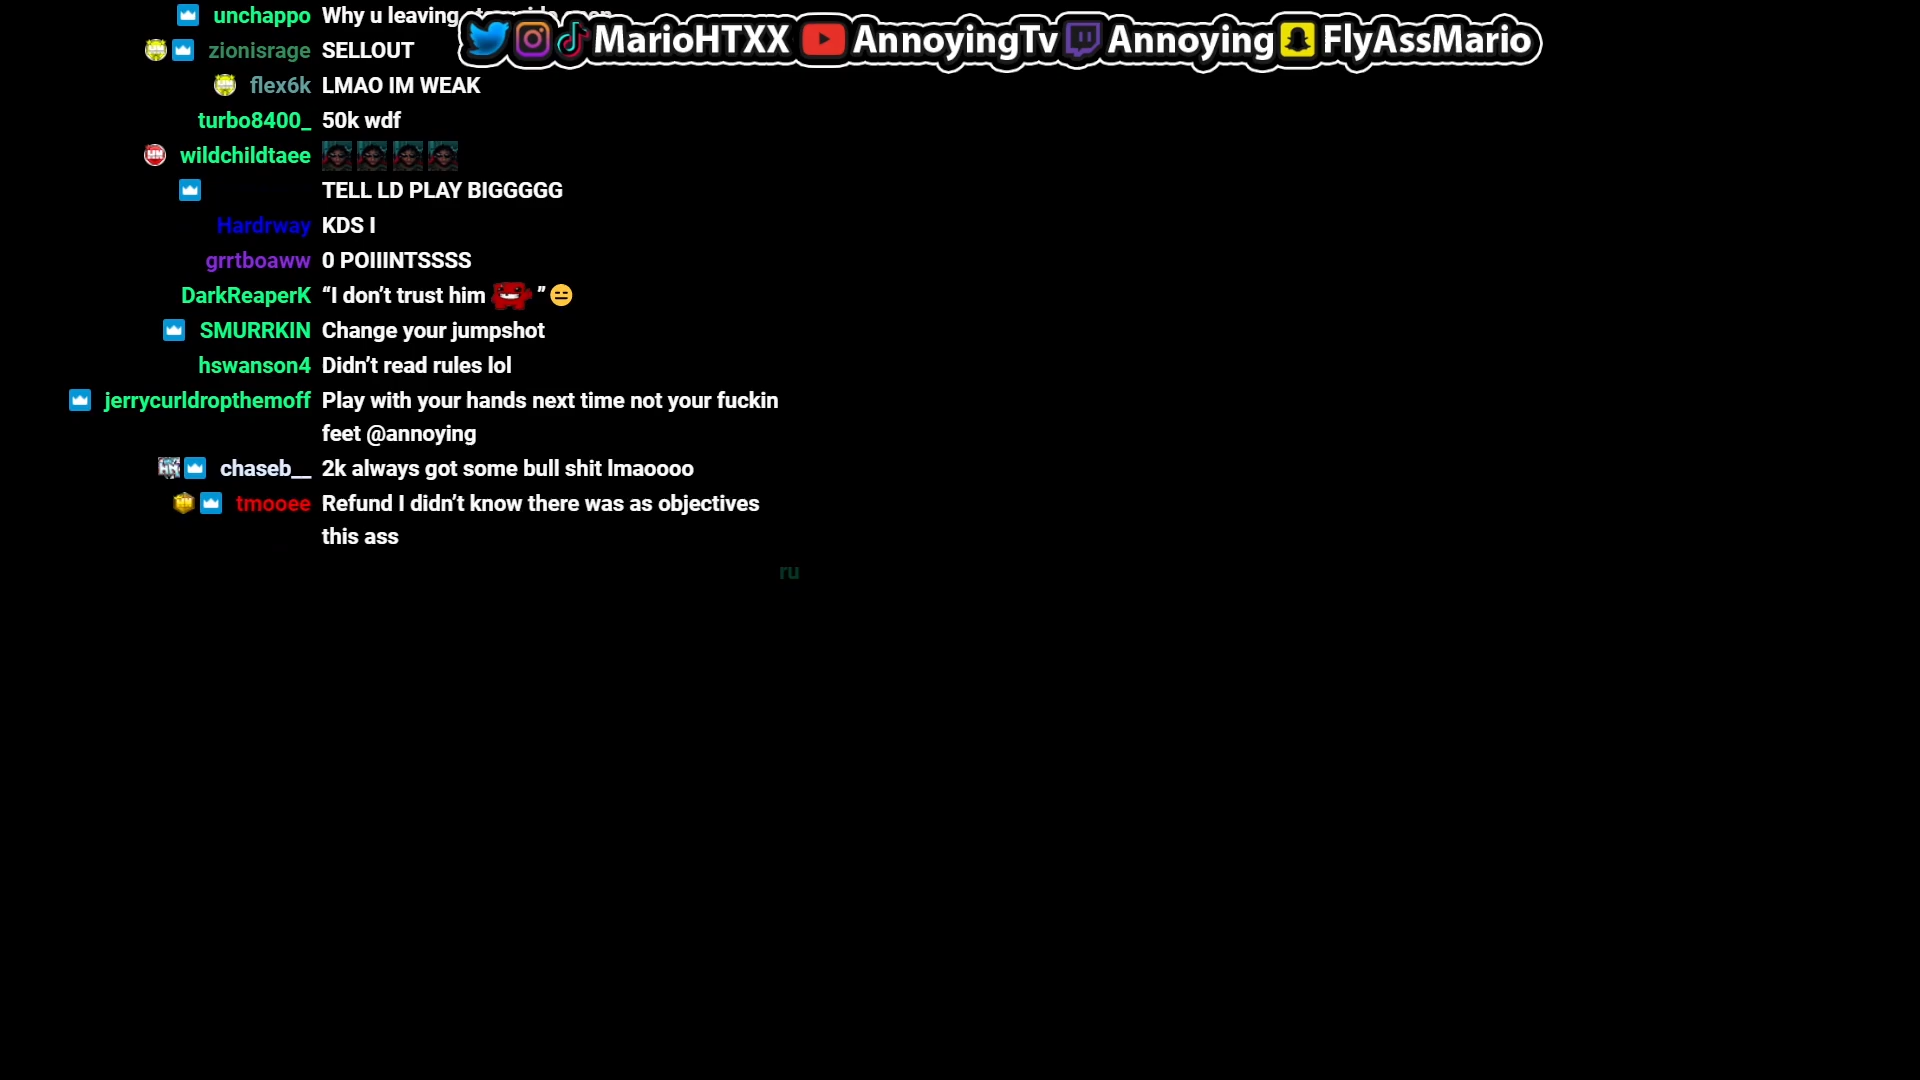 unchappo Why u leaving
MarioHTXX AnnoyingTv Annoying FlyAssMario
zionisrage SELLOUT
flex6k LMAO IM WEAK
turbo8400_ 50k wdf
wildchildtaee
TELL LD PLAY BIGGGGG
Hardrway KDS I
grrtboaww 0 POIIINTSSSS
DarkReaperK “I don’t trust him ”😑
SMURRKIN Change your jumpshot
hswanson4 Didn’t read rules lol
jerrycurldropthemoff Play with your hands next time not your fuckin
feet @annoying
chaseb__ 2k always got some bull shit lmaoooo
tmooee Refund I didn’t know there was as objectives
this ass
ru